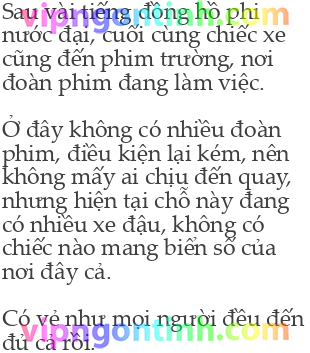 Sau vài tiếng đồng hồ phi
nước đại, cuối cùng chiếc xe
cũng đến phim trường, nơi
đoàn phim đang làm việc.
Ở đây không có nhiều đoàn
phim, điều kiện lại kém, nên
không mấy ai chịu đến quay,
nhưng hiện tại chỗ này đang
có nhiều xe đậu, không có
chiếc nào mang biển số của
nơi đây cả.
Có vẻ như mọi người đều đến
đủ cả rồi.
vipngontinh.com
vipngontinh.com